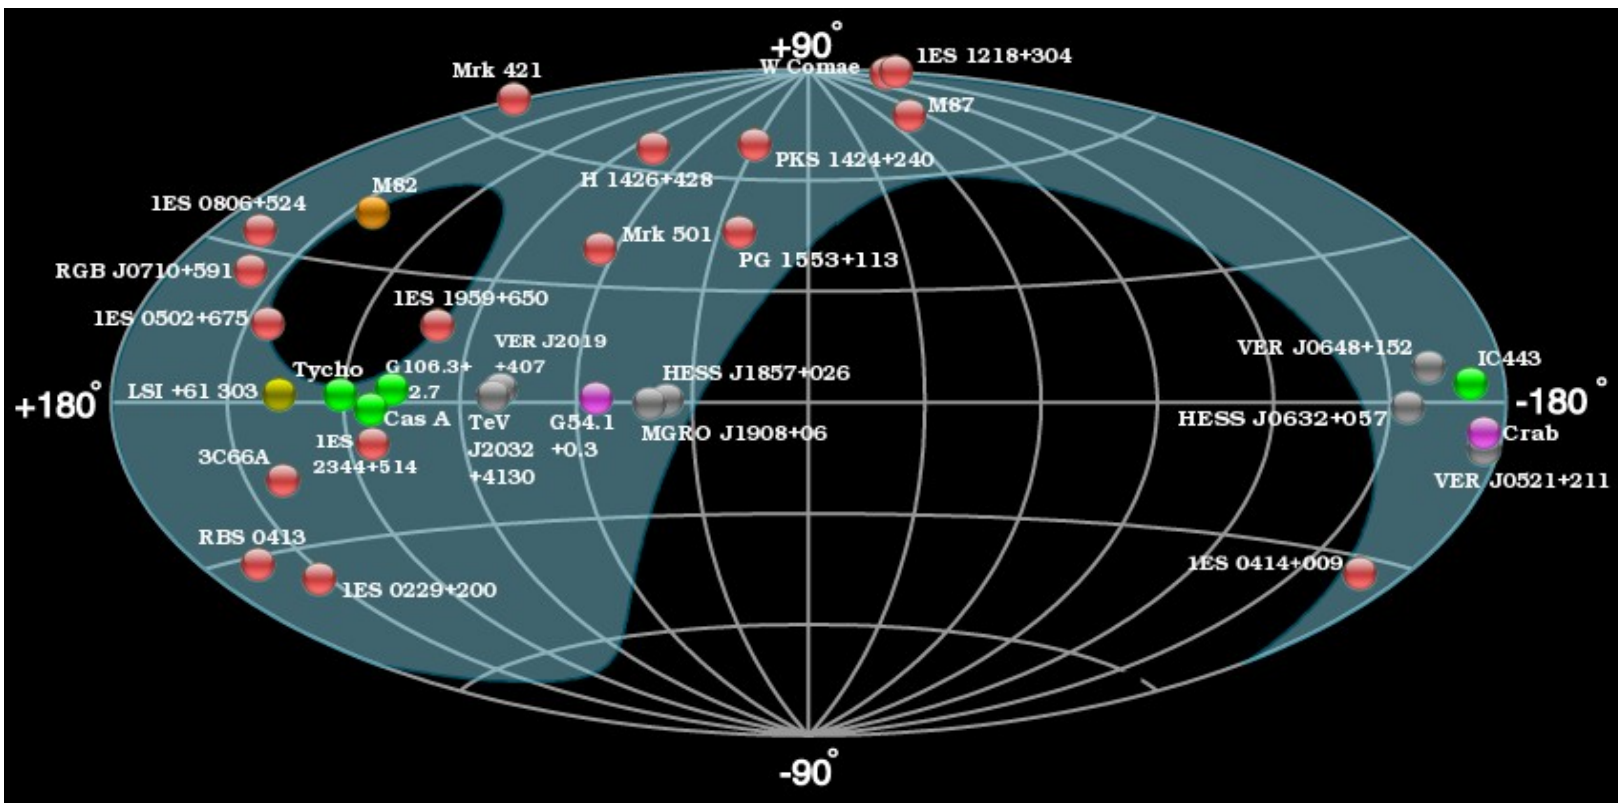 +90°
1ES 1218+304
W Comae
Mrk 421
M87
PKS 1424+240
H 1426+428
M82
1ES 0806+524
Mrk 501
PG 1553+113
RGB J0710+591
1ES 1959+650
1ES 0502+675
VER J2019
+407
VER J0648+152
IC443
Tycho
G106.3+
2.7
HESS J1857+026
LSI +61 303
+180°
-180°
Cas A
TeV
J2032
+4130
G54.1
+0.3
MGRO J1908+06
HESS J0632+057
Crab
1ES
2344+514
3C66A
VER J0521+211
RBS 0413
1ES 0229+200
1ES 0414+009
-90°